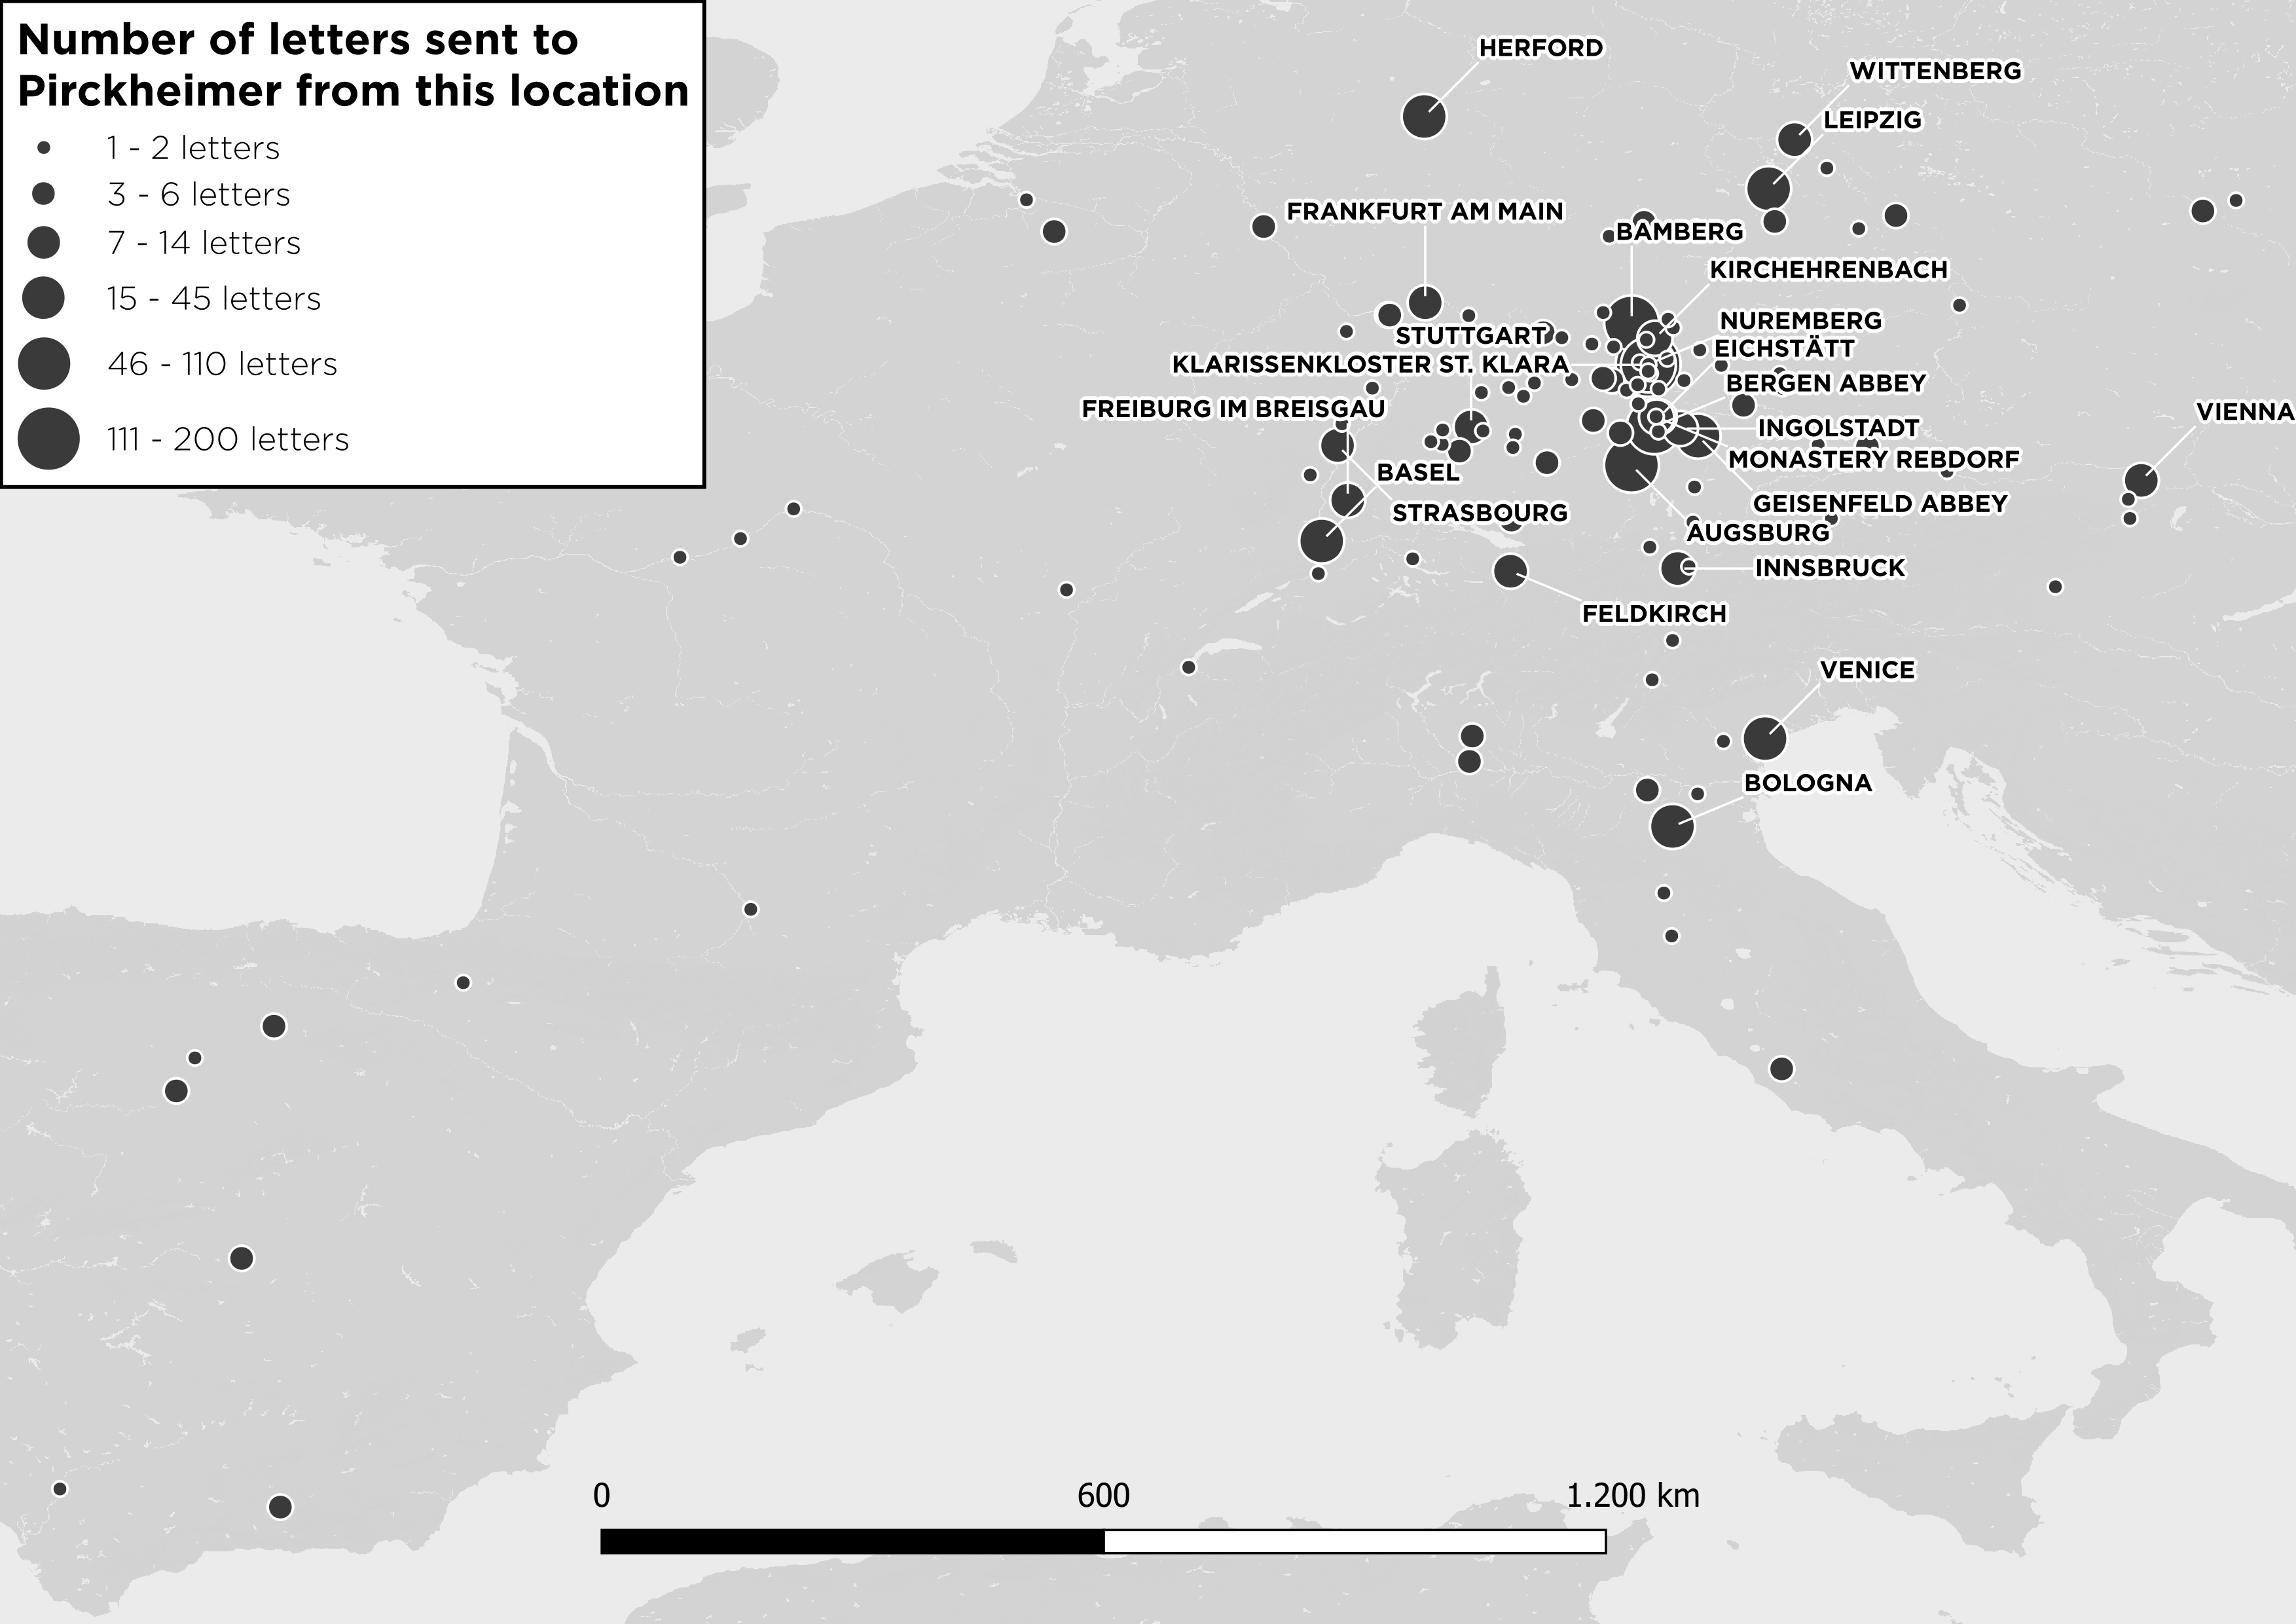 Number of letters sent to
Pirckheimer from this location
1 - 2 letters
3 - 6 letters
7 - 14 letters
15 - 45 letters
46 - 110 letters
111 - 200 letters
HERFORD
WITTENBERG
LEIPZIG
FRANKFURT AM MAIN
BAMBERG
KIRCHEHRENBACH
NUREMBERG
STUTTGART
EICHSTÄTT
KLARISSENKLOSTER ST. KLARA
BERGEN ABBEY
FREIBURG IM BREISGAU
VIENNA
INGOLSTADT
MONASTERY REBDORF
BASEL
GEISENFELD ABBEY
STRASBOURG
AUGSBURG
INNSBRUCK
FELDKIRCH
VENICE
BOLOGNA
0 600 1.200 km